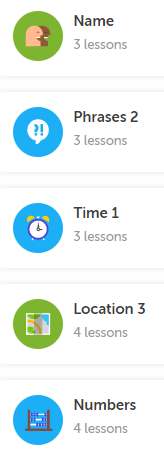 Name
3 lessons
Phrases 2
3 lessons
Time 1
3 lessons
Location 3
4 lessons
Numbers
4 lessons